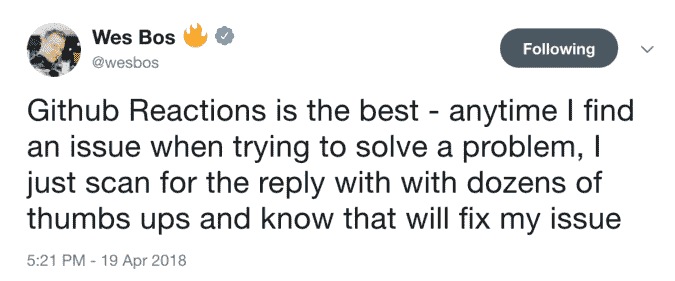 Wes Bos 🔥
@wesbos
Following
Github Reactions is the best - anytime I find
an issue when trying to solve a problem, I
just scan for the reply with with dozens of
thumbs ups and know that will fix my issue
5:21 PM - 19 Apr 2018